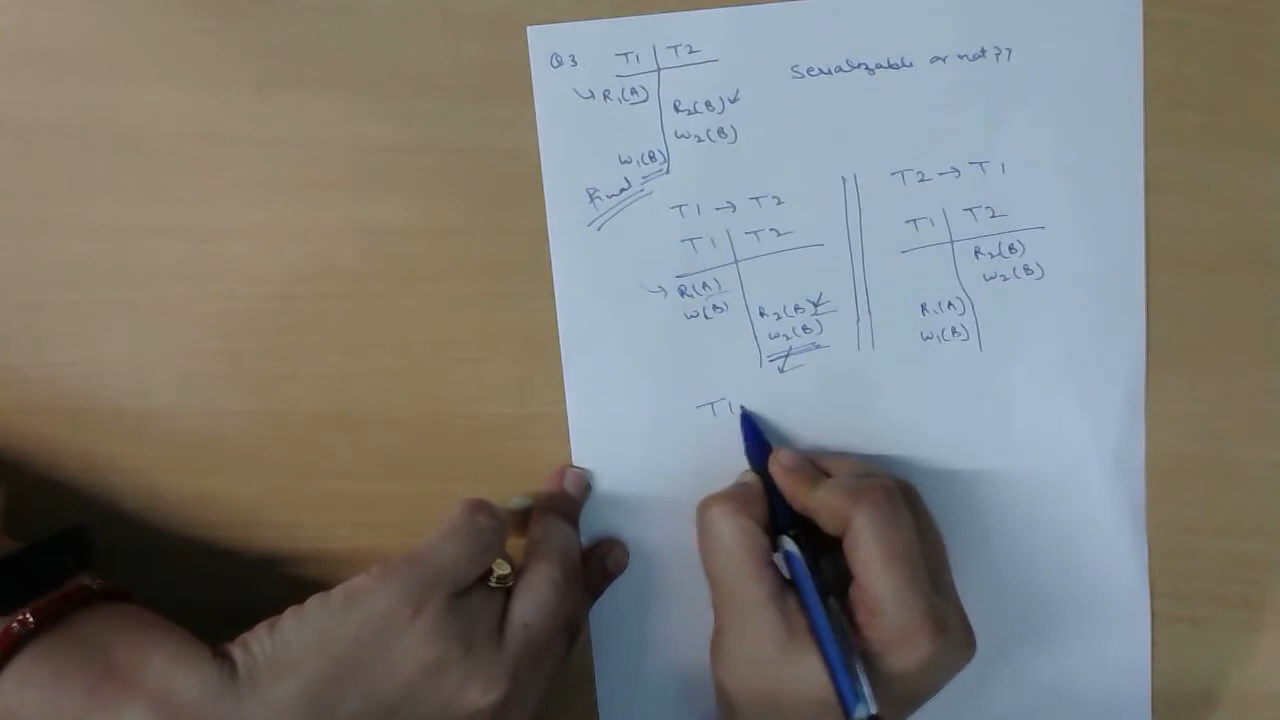 Q3 T1 T2
Serializable or not??
R₁(A)
R₂(B)
W₂(B)
W₁(B)
Final
T1 → T2
T1 T2
R₁(A)
W(B)
R₂(B)
W₂(B)
T2 → T1
T1 T2
R₂(B)
W₂(B)
R₁(A)
W₁(B)
T1